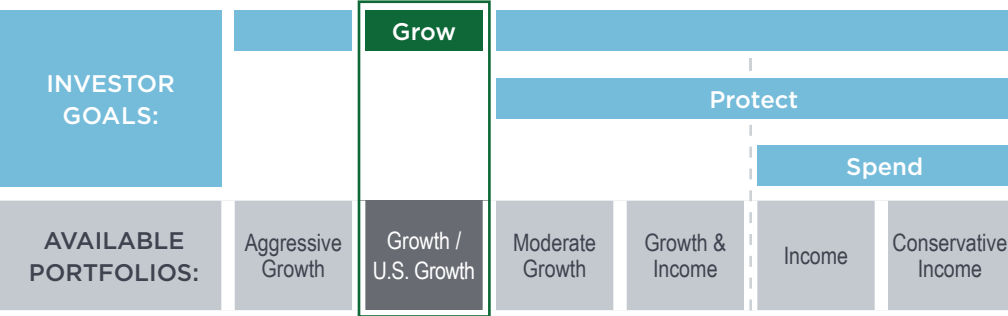 Grow
INVESTOR
GOALS:
Protect
Spend
AVAILABLE
PORTFOLIOS:
Aggressive
Growth
Growth /
U.S. Growth
Moderate
Growth
Growth &
Income
Income
Conservative
Income